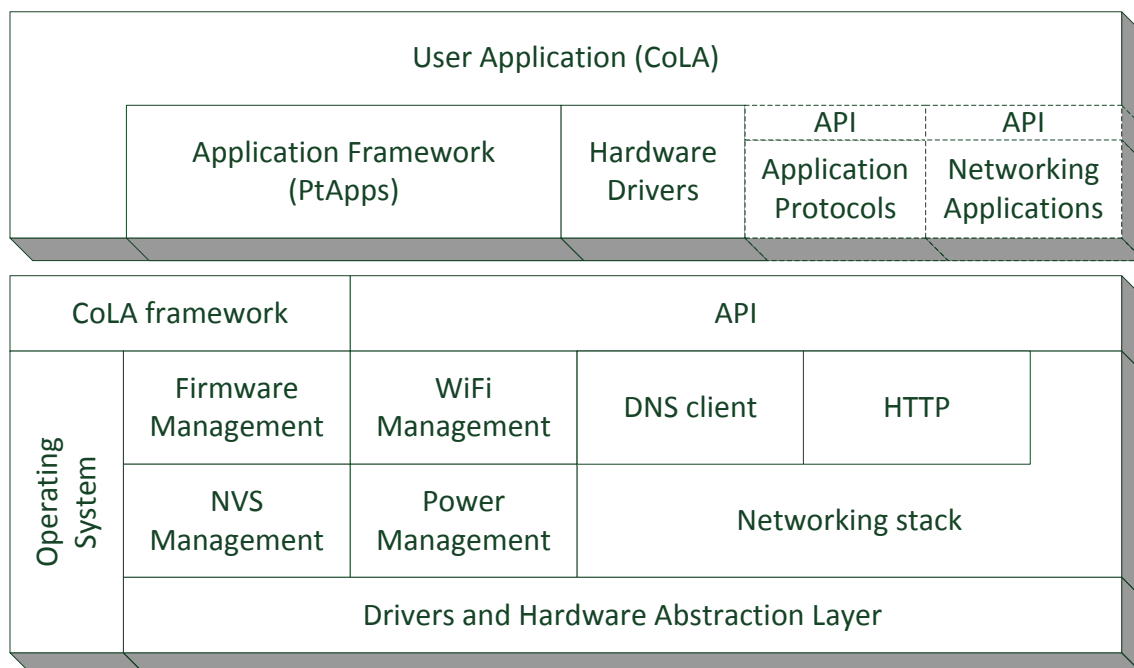 User Application (CoLA)
Application Framework
(PtApps)
Hardware
Drivers
API
Application
Protocols
API
Networking
Applications
CoLA framework
API
Operating
System
Firmware
Management
WiFi
Management
DNS client
HTTP
NVS
Management
Power
Management
Networking stack
Drivers and Hardware Abstraction Layer